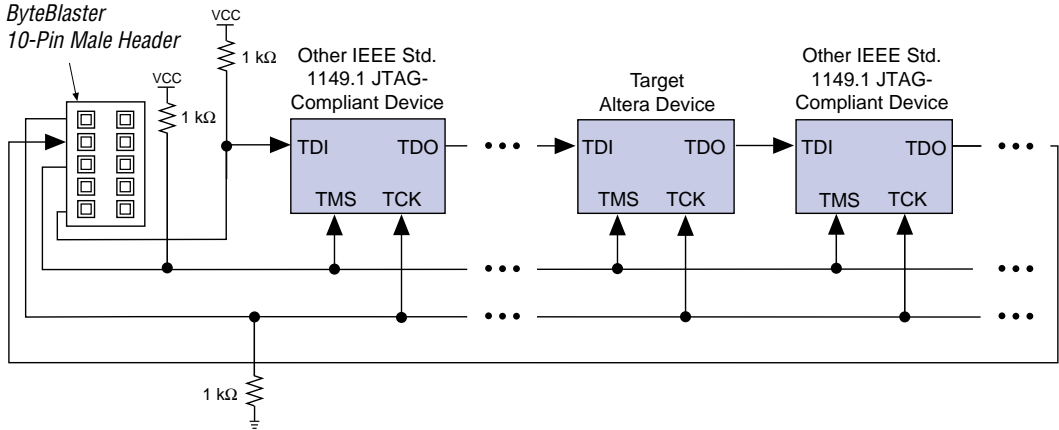 ByteBlaster
10-Pin Male Header
VCC
1 kΩ
VCC
1 kΩ
Other IEEE Std.
1149.1 JTAG-
Compliant Device
TDI
TDO
TMS
TCK
Target
Altera Device
TDI
TDO
TMS
TCK
Other IEEE Std.
1149.1 JTAG-
Compliant Device
TDI
TDO
TMS
TCK
1 kΩ